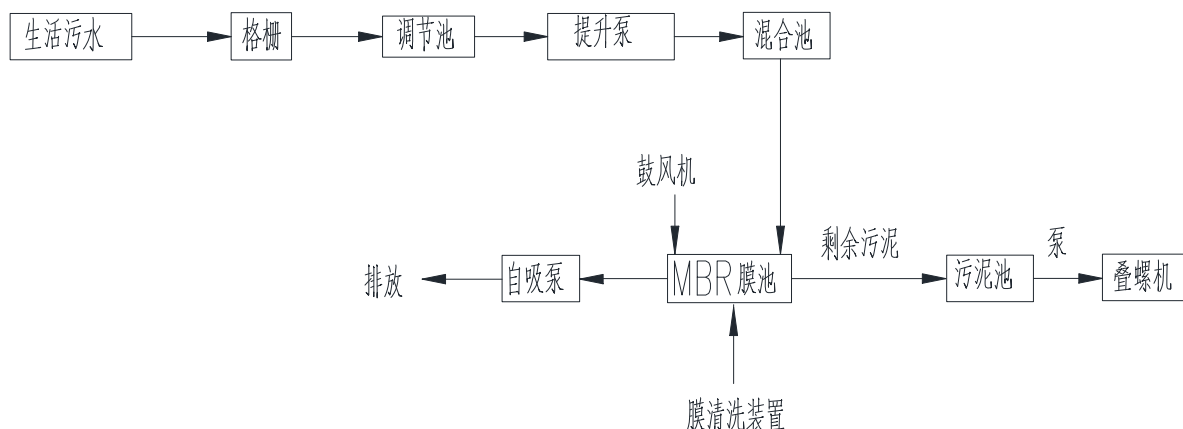 生活污水
格栅
调节池
提升泵
混合池
鼓风机
剩余污泥
泵
排放
自吸泵
MBR膜池
污泥池
叠螺机
膜清洗装置